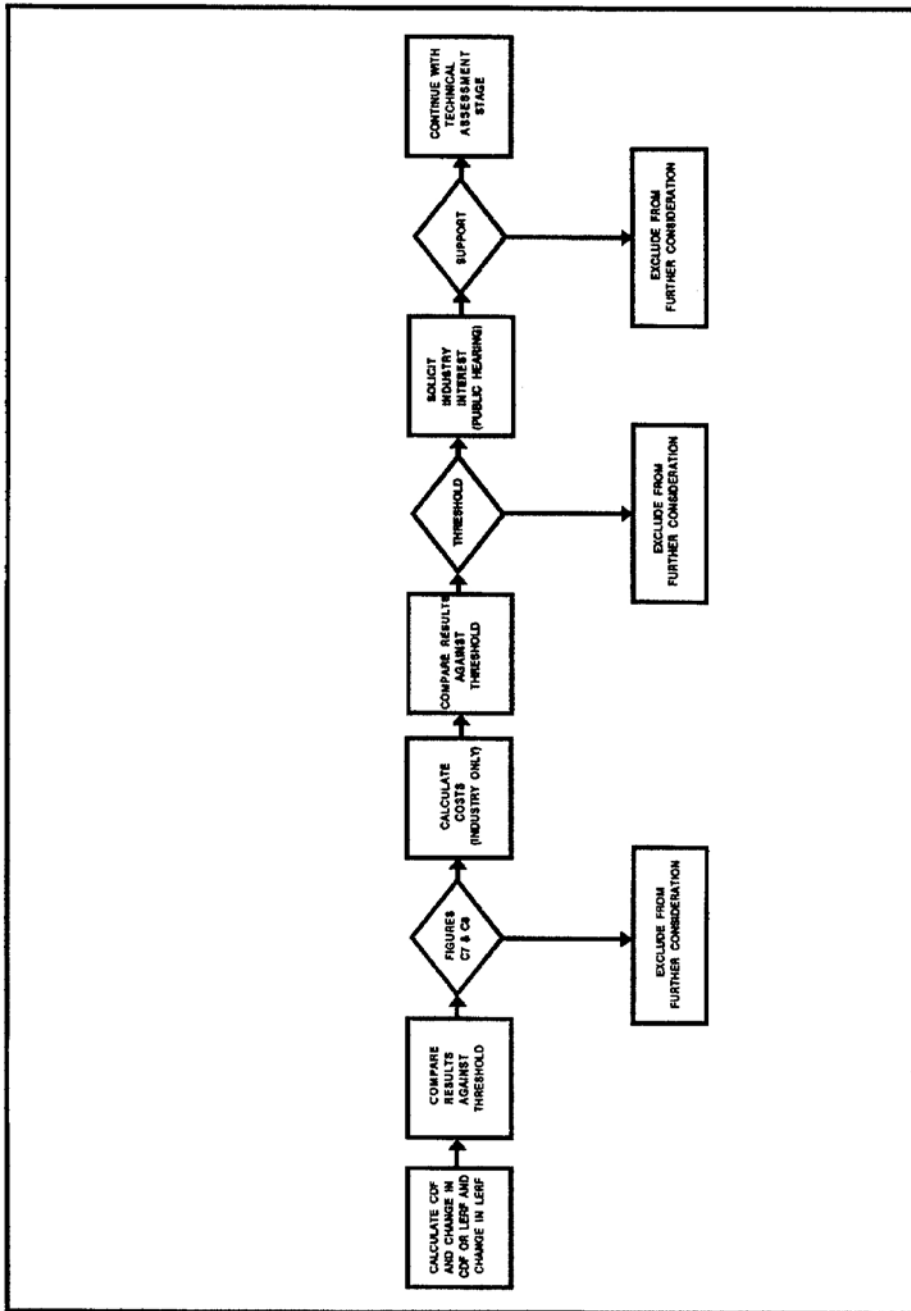 CALCULATE CDF
AND CHANGE IN
CDF OR LERF AND
CHANGE IN LERF
COMPARE
RESULTS
AGAINST
THRESHOLD
FIGURES
C7 & C8
EXCLUDE FROM
FURTHER CONSIDERATION
CALCULATE
COSTS
(INDUSTRY ONLY)
COMPARE RESULTS
AGAINST
THRESHOLD
THRESHOLD
EXCLUDE FROM
FURTHER CONSIDERATION
SOLICIT
INDUSTRY
INTEREST
(PUBLIC HEARING)
SUPPORT
EXCLUDE FROM
FURTHER CONSIDERATION
CONTINUE WITH
TECHNICAL
ASSESSMENT
STAGE